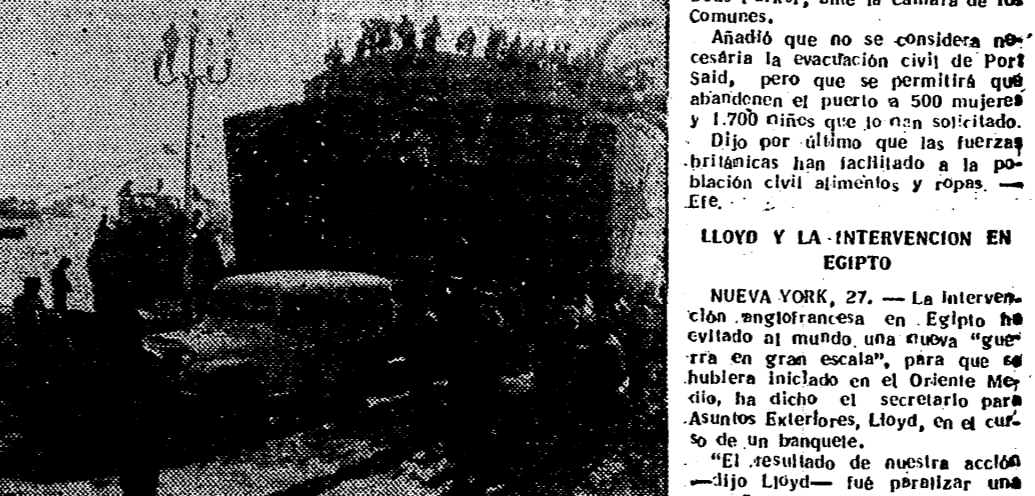 Comunes.
Añadió que no se considera ne-
cesária la evacuación civil de Port
Said, pero que se permitirá que
abandonen el puerto a 500 mujeres
y 1.700 niños que lo han solicitado.
Dijo por último que las fuerzas
británicas han facilitado a la po-
blación civil alimentos y ropas. —
Efe.
LLOYD Y LA INTERVENCION EN
EGIPTO
NUEVA YORK, 27. — La interven-
ción anglofrancesa en Egipto ha
evitado al mundo una nueva "gue-
rra en gran escala", para que se
hubiera iniciado en el Oriente Me-
dio, ha dicho el secretario para
Asuntos Exteriores, Lloyd, en el cur-
so de un banquete.
"El resultado de nuestra acción
—dijo Lloyd— fué paralizar una